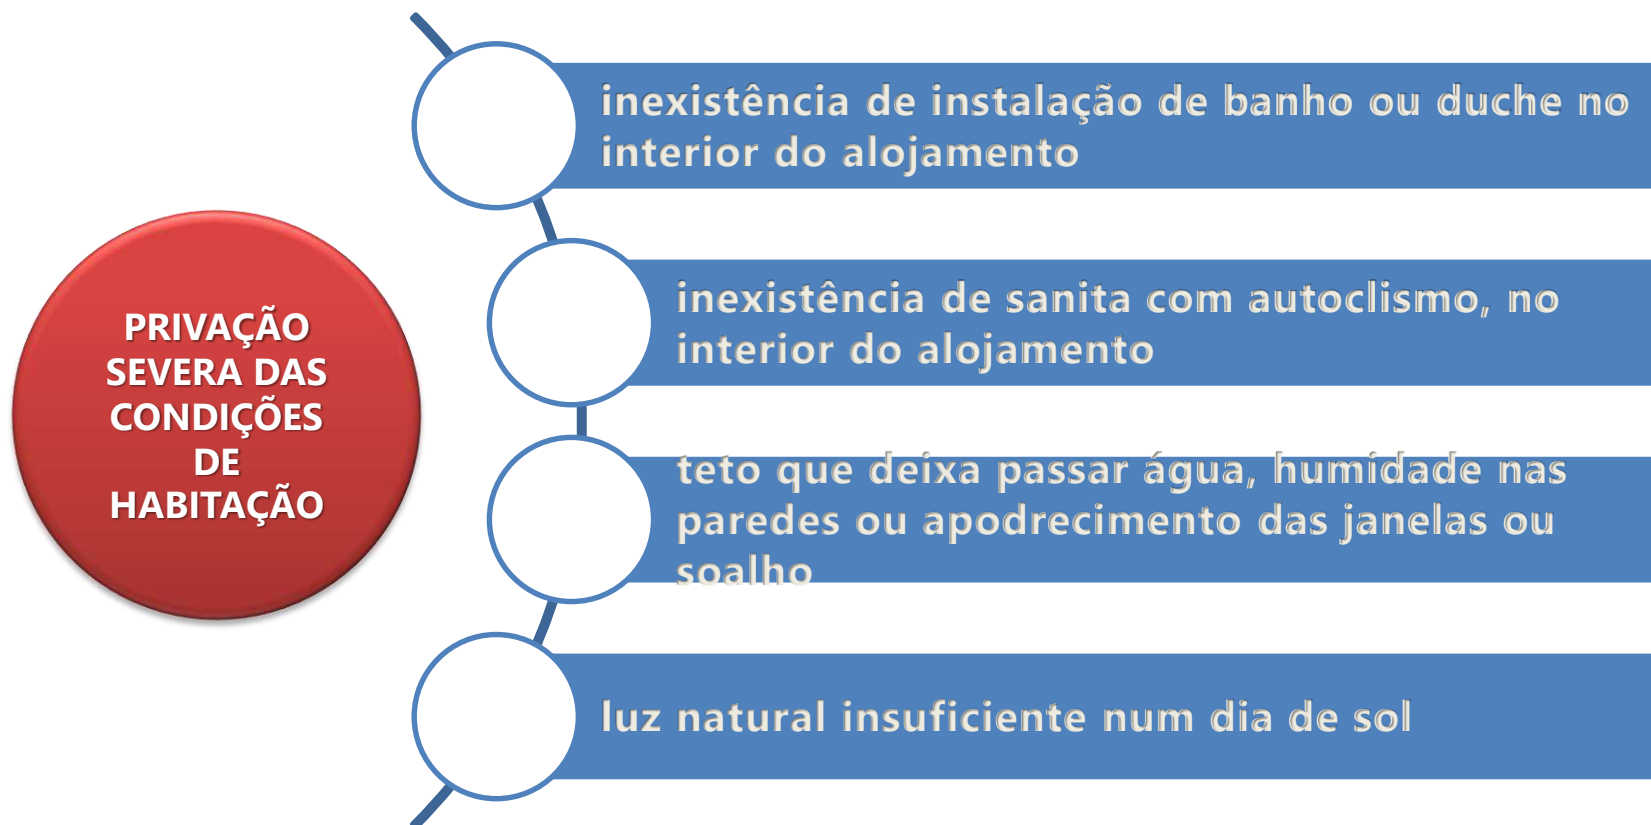 PRIVAÇÃO
SEVERA DAS
CONDIÇÕES
DE
HABITAÇÃO
inexistência de instalação de banho ou duche no
interior do alojamento
inexistência de sanita com autoclismo, no
interior do alojamento
teto que deixa passar água, humidade nas
paredes ou apodrecimento das janelas ou
soalho
luz natural insuficiente num dia de sol